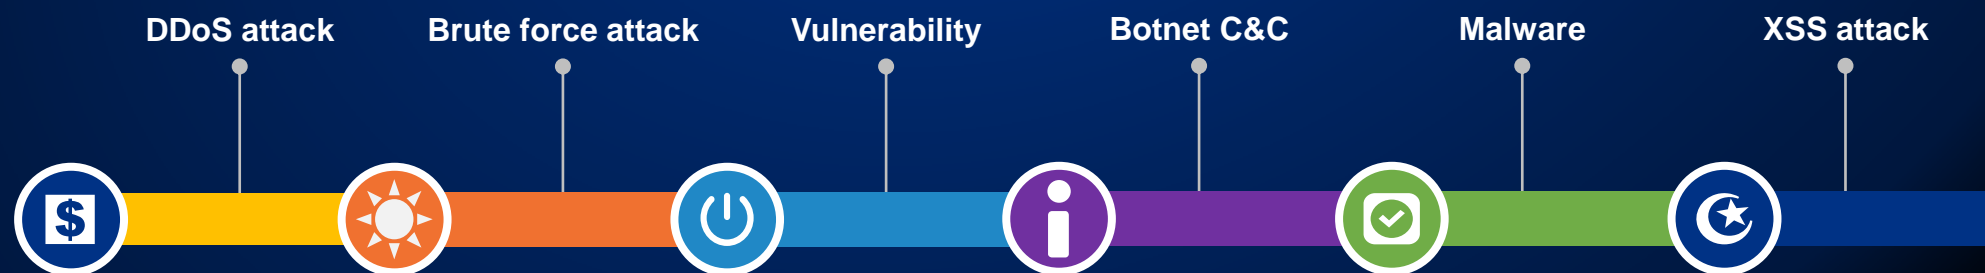 DDoS attack
Brute force attack
Vulnerability
Botnet C&C
Malware
XSS attack
$